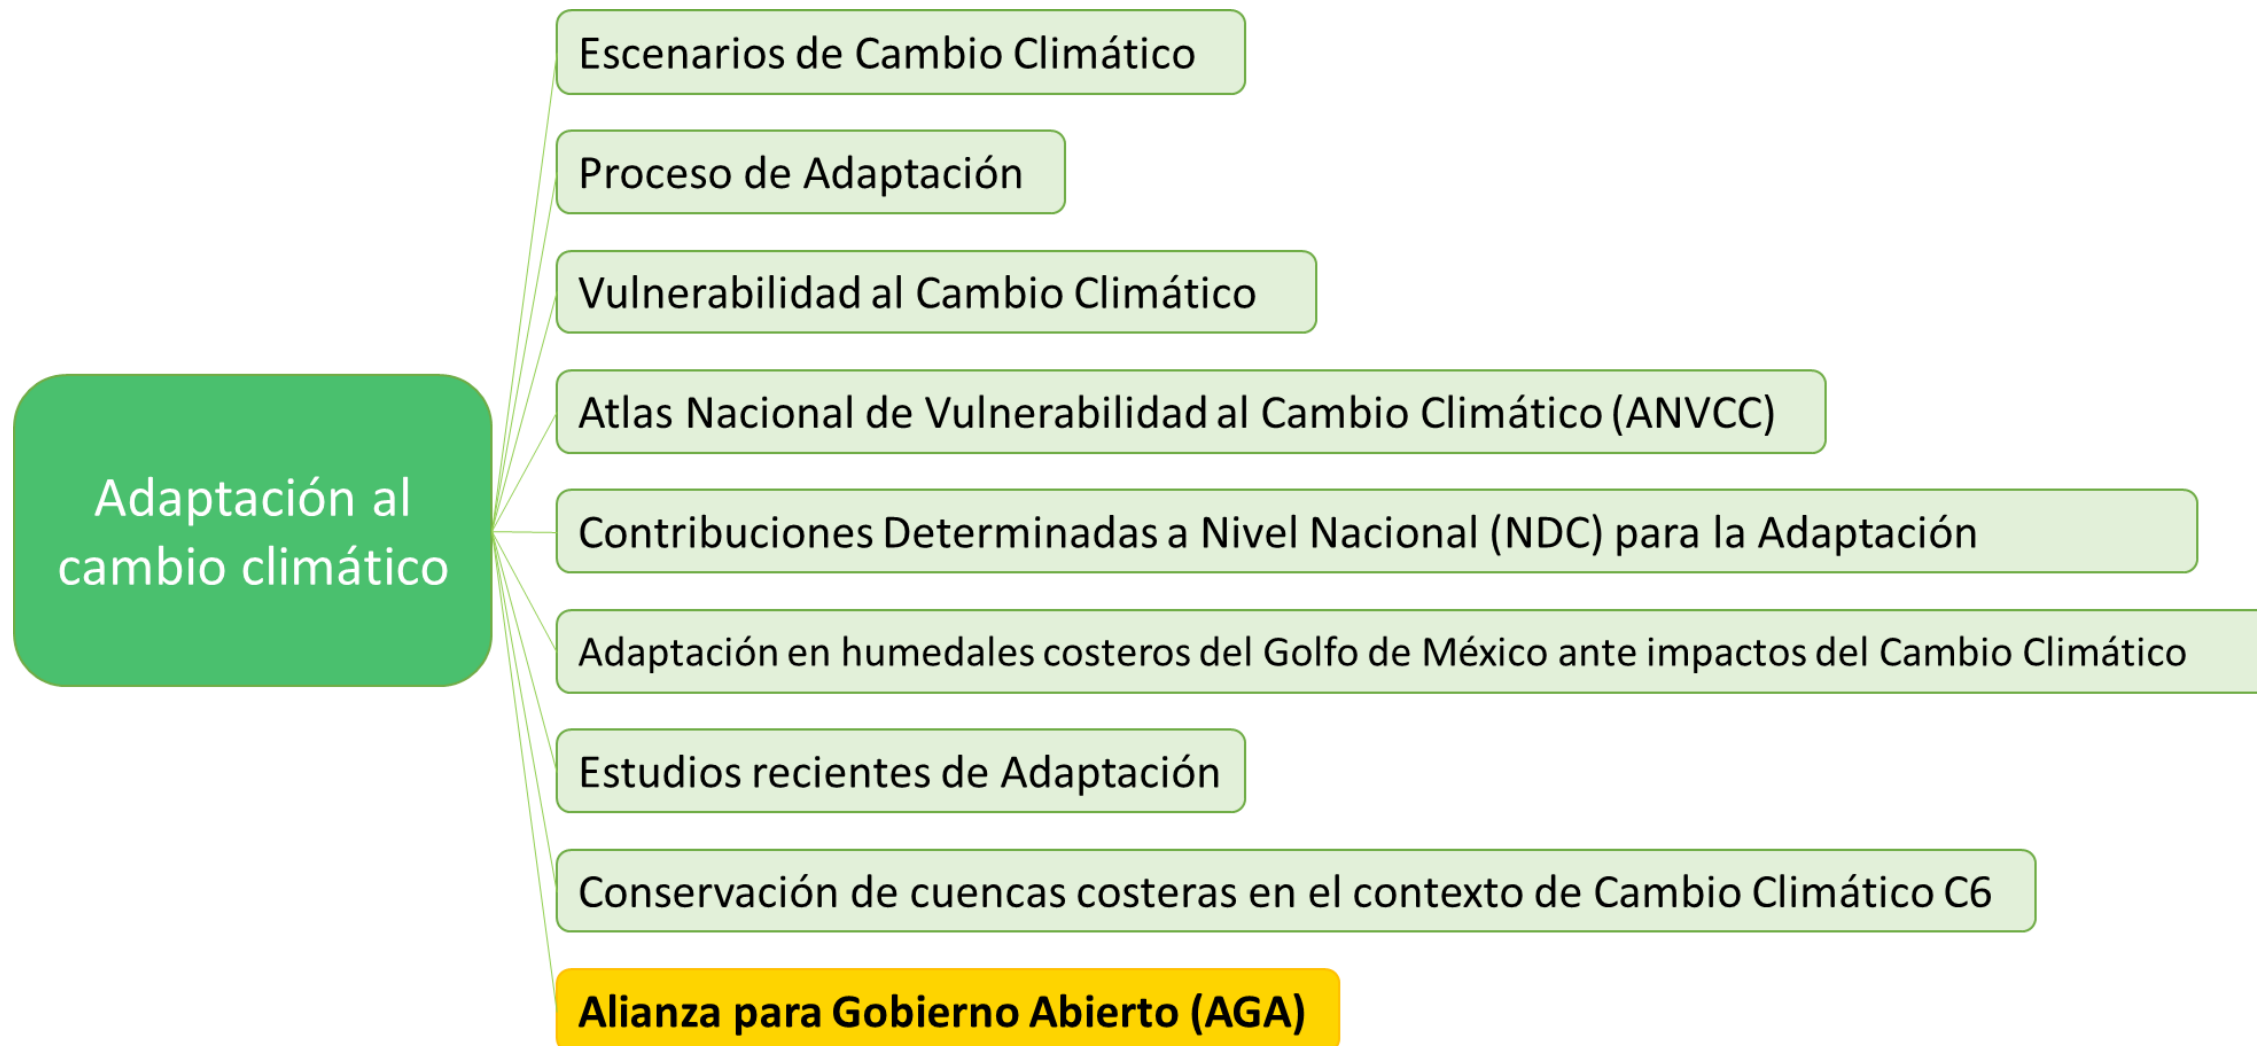 Escenarios de Cambio Climático
Proceso de Adaptación
Vulnerabilidad al Cambio Climático
Atlas Nacional de Vulnerabilidad al Cambio Climático (ANVCC)
Adaptación al
cambio climático
Contribuciones Determinadas a Nivel Nacional (NDC) para la Adaptación
Adaptación en humedales costeros del Golfo de México ante impactos del Cambio Climático
Estudios recientes de Adaptación
Conservación de cuencas costeras en el contexto de Cambio Climático C6
Alianza para Gobierno Abierto (AGA)